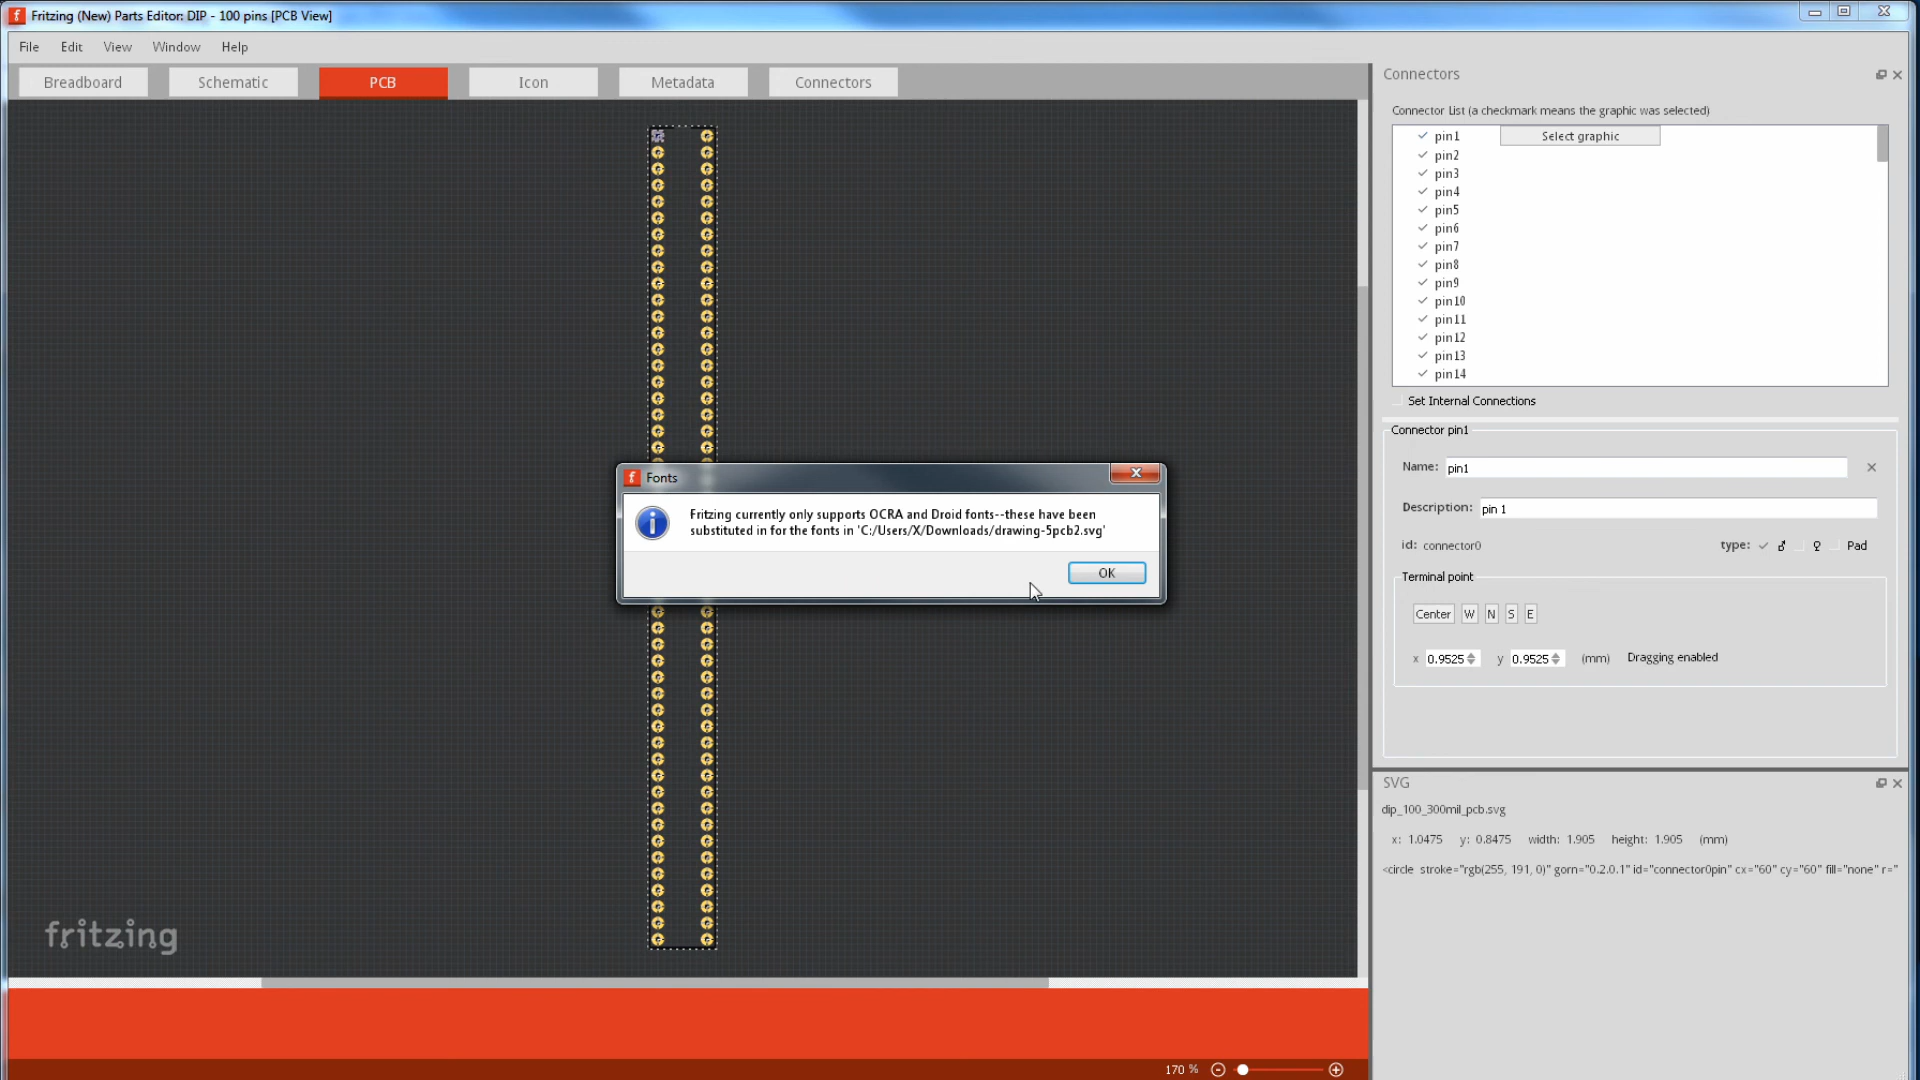 Fritzing (New) Parts Editor: DIP - 100 pins [PCB View]
File Edit View Window Help
Breadboard Schematic PCB Icon Metadata Connectors
Connectors
Connector List (a checkmark means the graphic was selected)
pin1 Select graphic
pin2
pin3
pin4
pin5
pin6
pin7
pin8
pin9
pin10
pin11
pin12
pin13
pin14
Set Internal Connections
Connector pin1
Name: pin1
Description: pin 1
id: connector0 type: ♂ ♀ Pad
Terminal point
Center W N S E
x 0.9525 y 0.9525 (mm) Dragging enabled
Fonts
Fritzing currently only supports OCRA and Droid fonts--these have been
substituted in for the fonts in 'C:/Users/X/Downloads/drawing-5pcb2.svg'
OK
SVG
dip_100_300mil_pcb.svg
x: 1.0475 y: 0.8475 width: 1.905 height: 1.905 (mm)
<circle stroke="rgb(255, 191, 0)" gorn="0.2.0.1" id="connector0pin" cx="60" cy="60" fill="none" r="
fritzing
170 %